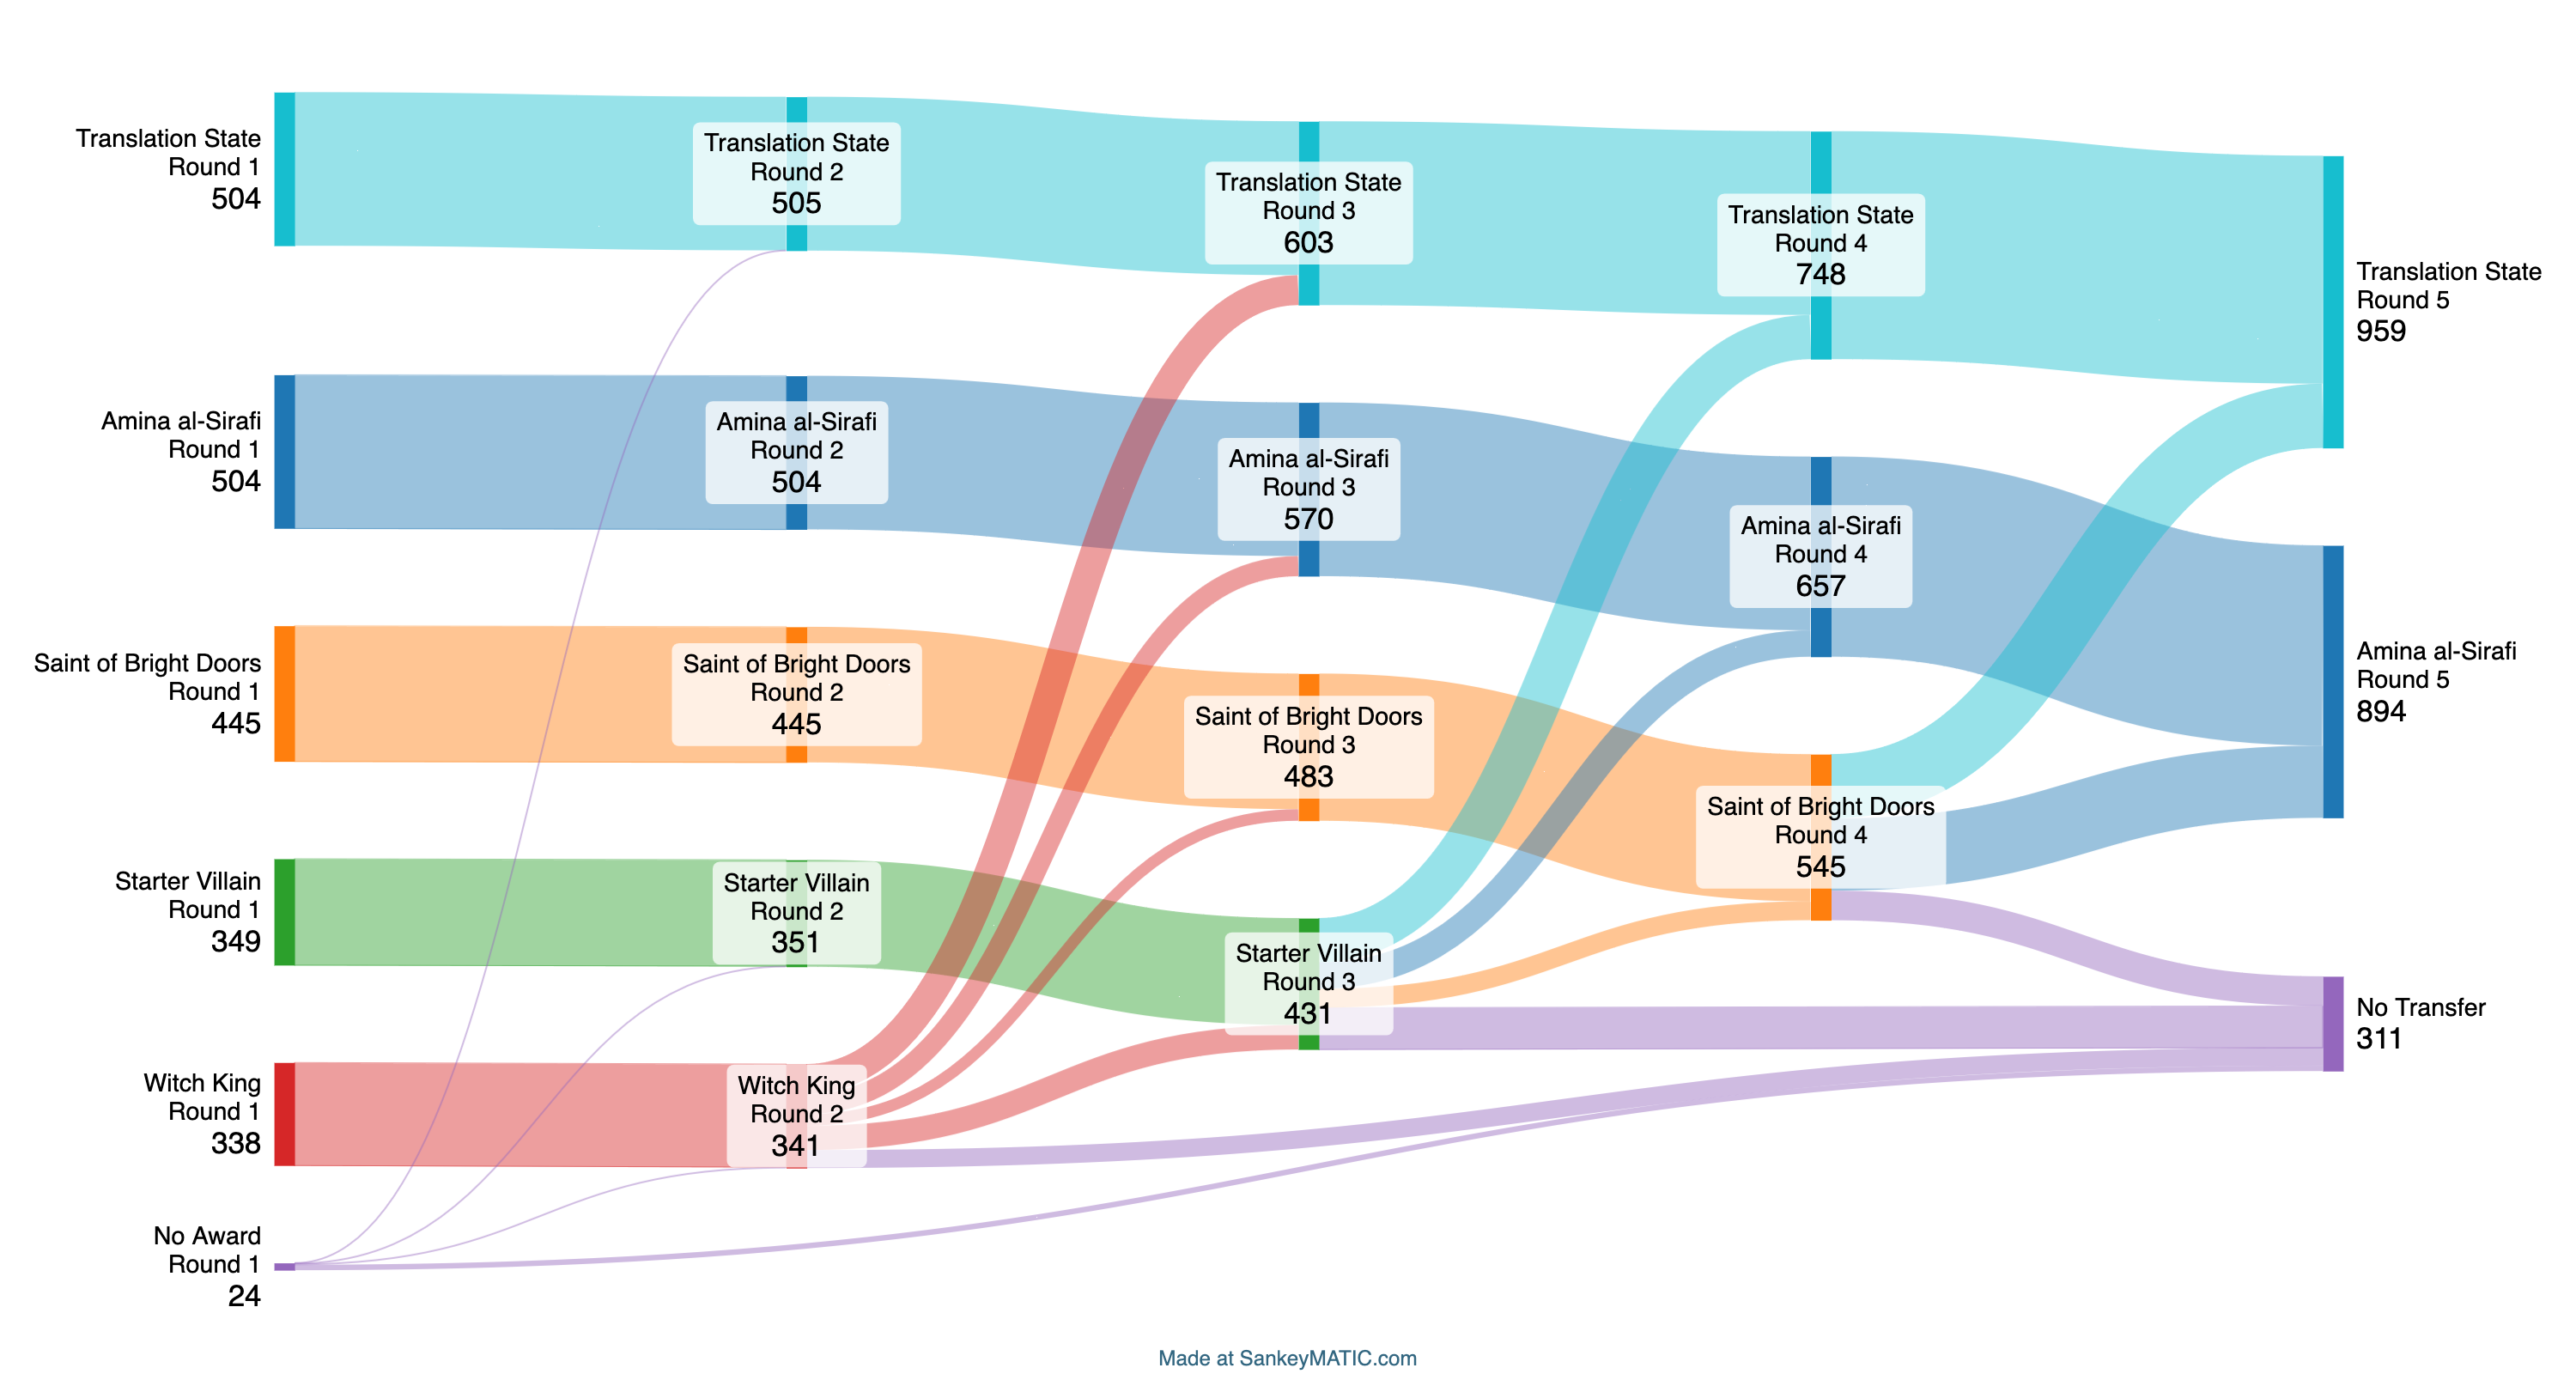 Translation State
Round 1
504
Amina al-Sirafi
Round 1
504
Saint of Bright Doors
Round 1
445
Starter Villain
Round 1
349
Witch King
Round 1
338
No Award
Round 1
24
Translation State
Round 2
505
Amina al-Sirafi
Round 2
504
Saint of Bright Doors
Round 2
445
Starter Villain
Round 2
351
Witch King
Round 2
341
Translation State
Round 3
603
Amina al-Sirafi
Round 3
570
Saint of Bright Doors
Round 3
483
Starter Villain
Round 3
431
Translation State
Round 4
748
Amina al-Sirafi
Round 4
657
Saint of Bright Doors
Round 4
545
Translation State
Round 5
959
Amina al-Sirafi
Round 5
894
No Transfer
311
Made at SankeyMATIC.com